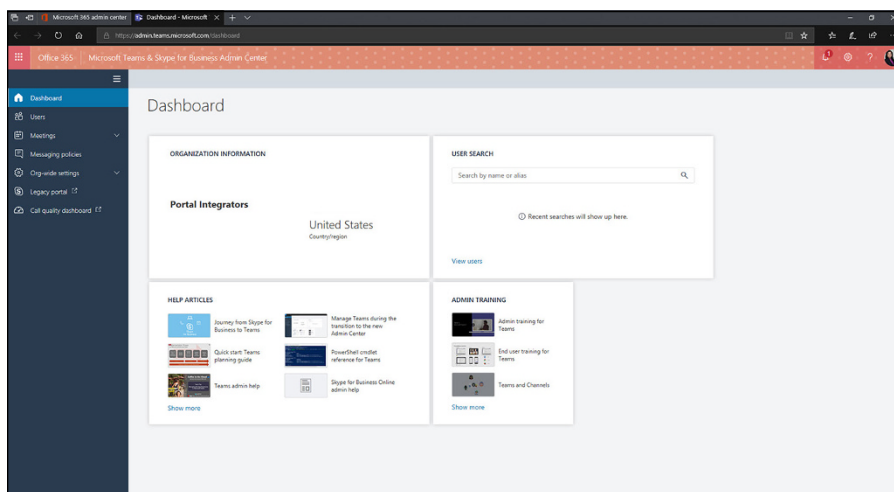 Microsoft 365 admin center
Dashboard - Microsoft
https://admin.teams.microsoft.com/dashboard
Office 365
Microsoft Teams & Skype for Business Admin Center
1
?
Dashboard
Users
Meetings
Messaging policies
Org-wide settings
Legacy portal
Call quality dashboard
Dashboard
ORGANIZATION INFORMATION
Portal Integrators
United States
Country/region
USER SEARCH
Search by name or alias
Recent searches will show up here.
View users
HELP ARTICLES
Journey from Skype for
Business to Teams
Manage Teams during the
transition to the new
Admin Center
Quick start Teams
planning guide
PowerShell cmdlet
reference for Teams
Teams admin help
Skype for Business Online
admin help
Show more
ADMIN TRAINING
Admin training for
Teams
End user training for
Teams
Teams and Channels
Show more